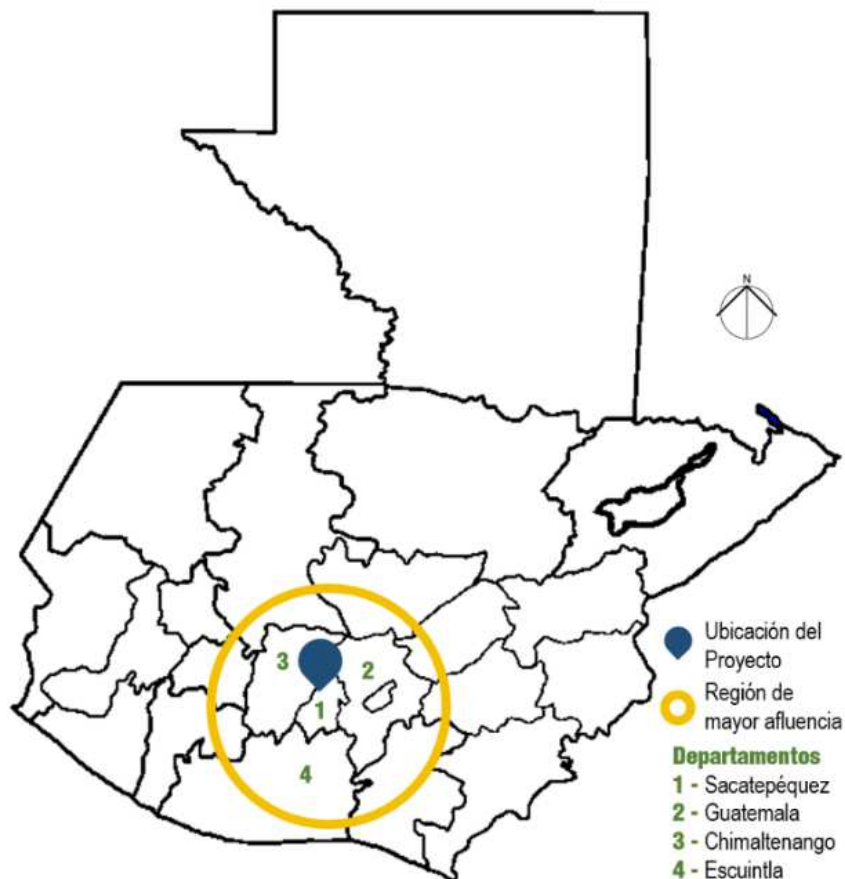 N
3
2
1
4
Ubicación del
Proyecto
Región de
mayor afluencia
Departamentos
1 - Sacatepéquez
2 - Guatemala
3 - Chimaltenango
4 - Escuintla